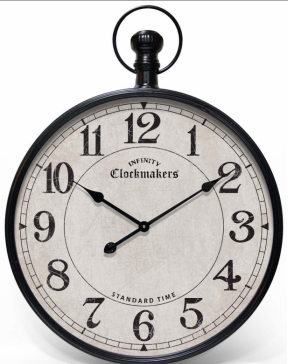 12
11 1
INFINITY
Clockmakers
10 2
9 3
8 4
STANDARD TIME
7 5
6